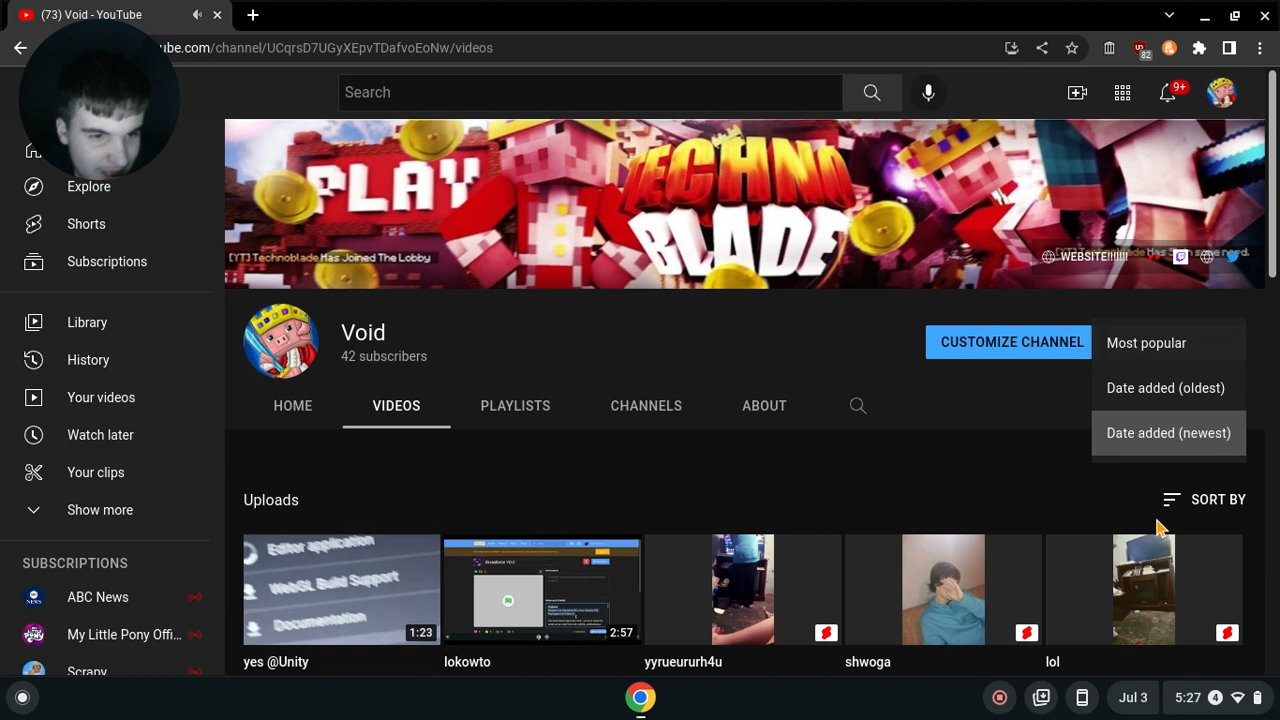 (73) Void - YouTube
ube.com/channel/UCqrsD7UGyXEpvTDafvoEoNw/videos
82
Search
9+
Explore
Shorts
Subscriptions
Library
History
Your videos
Watch later
Your clips
Show more
SUBSCRIPTIONS
ABC News
My Little Pony Offi...
Scrapy
PLAY
TECHNO
BLADE
[YT] Technoblade Has Joined The Lobby
WEBSITE!!!!!!!
Void
42 subscribers
CUSTOMIZE CHANNEL
Most popular
Date added (oldest)
Date added (newest)
HOME
VIDEOS
PLAYLISTS
CHANNELS
ABOUT
Uploads
SORT BY
Editor application
WebGL Build Support
Documentation
1:23
2:57
yes @Unity
lokowto
yyrueururh4u
shwoga
lol
Jul 3
5:27
4